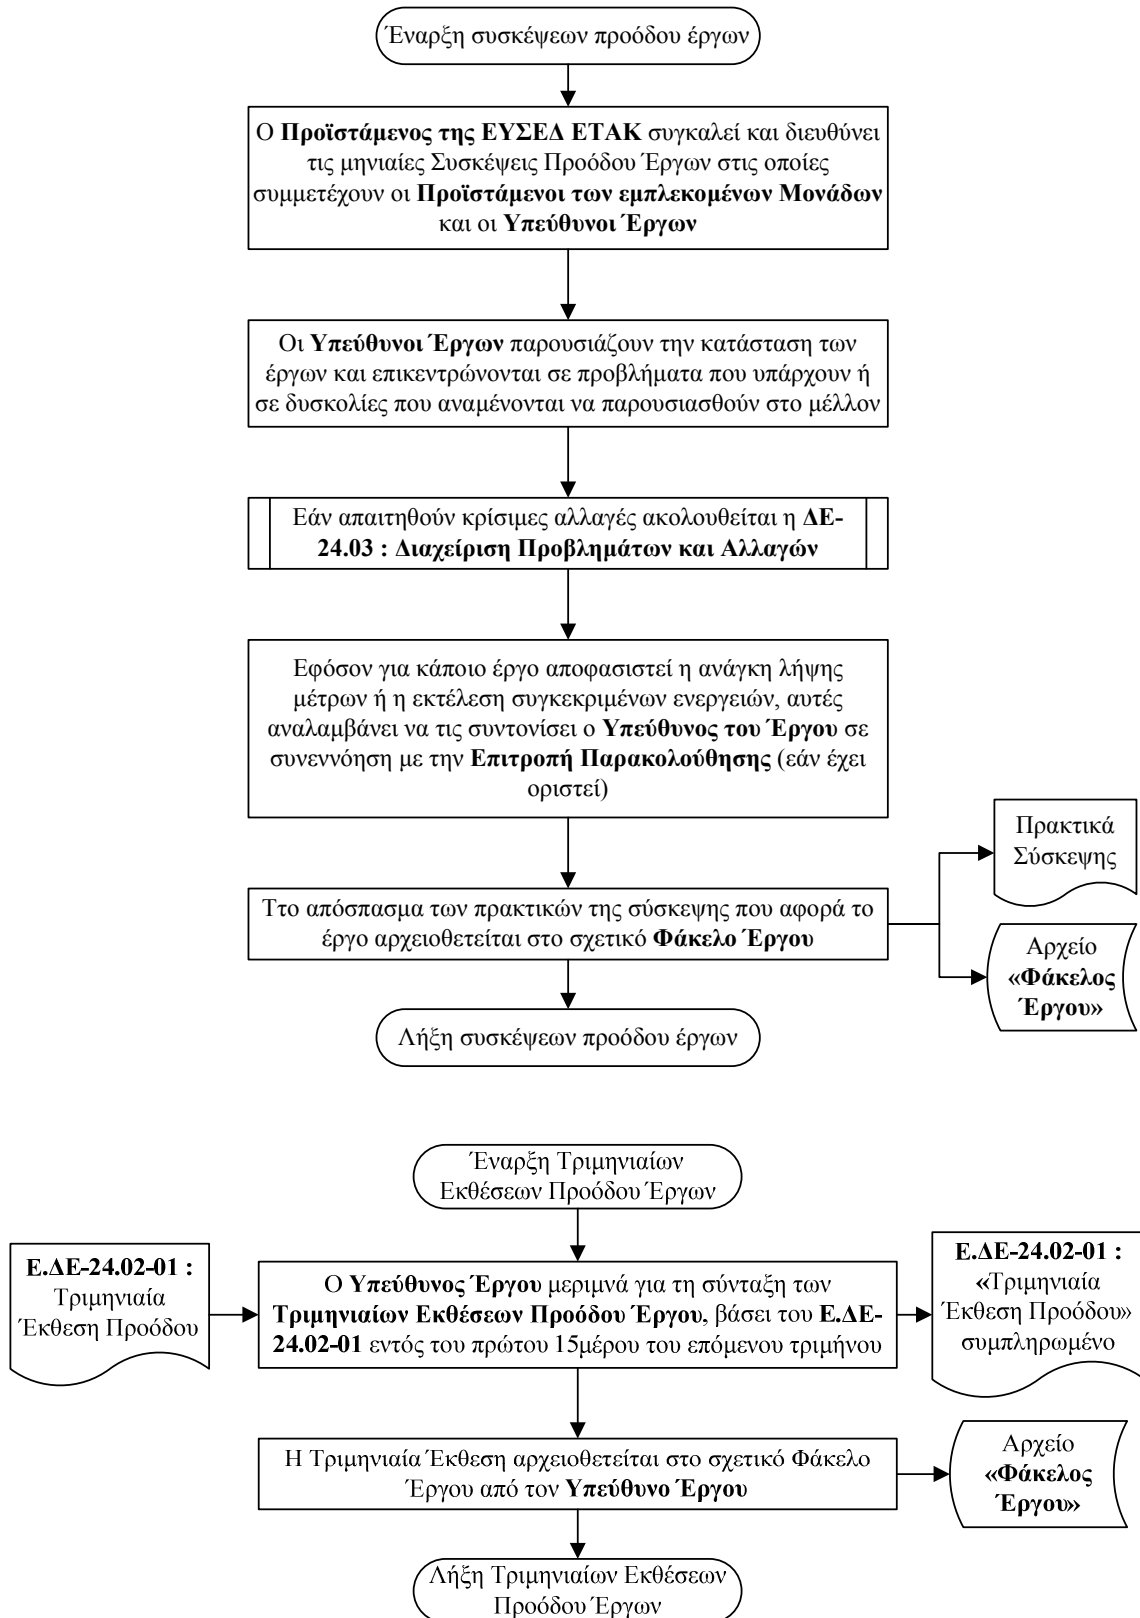 Έναρξη συσκέψεων προόδου έργων
Ο Προϊστάμενος της ΕΥΣΕΔ ΕΤΑΚ συγκαλεί και διευθύνει
τις μηνιαίες Συσκέψεις Προόδου Έργων στις οποίες
συμμετέχουν οι Προϊστάμενοι των εμπλεκομένων Μονάδων
και οι Υπεύθυνοι Έργων
Οι Υπεύθυνοι Έργων παρουσιάζουν την κατάσταση των
έργων και επικεντρώνονται σε προβλήματα που υπάρχουν ή
σε δυσκολίες που αναμένονται να παρουσιασθούν στο μέλλον
Εάν απαιτηθούν κρίσιμες αλλαγές ακολουθείται η ΔΕ-
24.03 : Διαχείριση Προβλημάτων και Αλλαγών
Εφόσον για κάποιο έργο αποφασιστεί η ανάγκη λήψης
μέτρων ή η εκτέλεση συγκεκριμένων ενεργειών, αυτές
αναλαμβάνει να τις συντονίσει ο Υπεύθυνος του Έργου σε
συνεννόηση με την Επιτροπή Παρακολούθησης (εάν έχει
οριστεί)
Πρακτικά
Σύσκεψης
Ττο απόσπασμα των πρακτικών της σύσκεψης που αφορά το
έργο αρχειοθετείται στο σχετικό Φάκελο Έργου
Αρχείο
«Φάκελος
Έργου»
Λήξη συσκέψεων προόδου έργων
Έναρξη Τριμηνιαίων
Εκθέσεων Προόδου Έργων
Ε.ΔΕ-24.02-01 :
Τριμηνιαία
Έκθεση Προόδου
Ο Υπεύθυνος Έργου μεριμνά για τη σύνταξη των
Τριμηνιαίων Εκθέσεων Προόδου Έργου, βάσει του Ε.ΔΕ-
24.02-01 εντός του πρώτου 15μέρου του επόμενου τριμήνου
Ε.ΔΕ-24.02-01 :
«Τριμηνιαία
Έκθεση Προόδου»
συμπληρωμένο
Η Τριμηνιαία Έκθεση αρχειοθετείται στο σχετικό Φάκελο
Έργου από τον Υπεύθυνο Έργου
Αρχείο
«Φάκελος
Έργου»
Λήξη Τριμηνιαίων Εκθέσεων
Προόδου Έργων